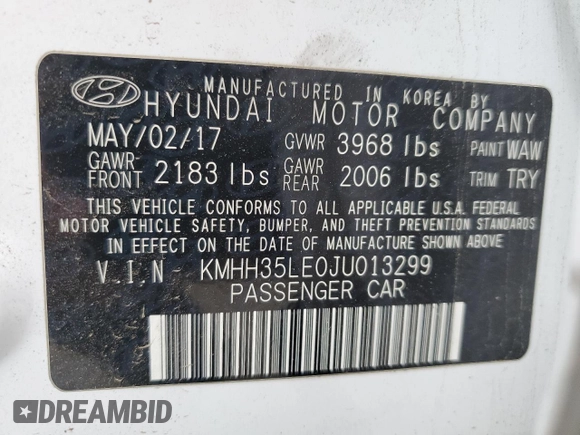 MANUFACTURED IN KOREA BY
HYUNDAI MOTOR COMPANY
MAY/02/17 GVWR 3968 lbs PAINT WAW
GAWR FRONT 2183 lbs GAWR REAR 2006 lbs TRIM TRY
THIS VEHICLE CONFORMS TO ALL APPLICABLE U.S.A. FEDERAL
MOTOR VEHICLE SAFETY, BUMPER, AND THEFT PREVENTION STANDARDS
IN EFFECT ON THE DATE OF MANUFACTURE SHOWN ABOVE.
V.I.N KMHH35LE0JU013299
PASSENGER CAR
DREAMBID